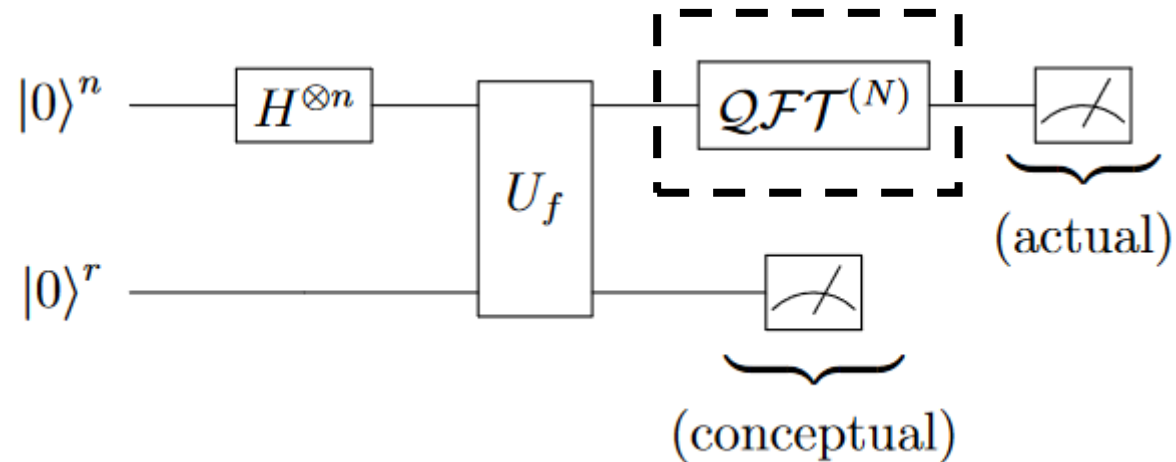 |0⟩ⁿ
H^{⊗n}
U_f
𝒬ℱ𝒯^{(N)}
(actual)
|0⟩ʳ
(conceptual)